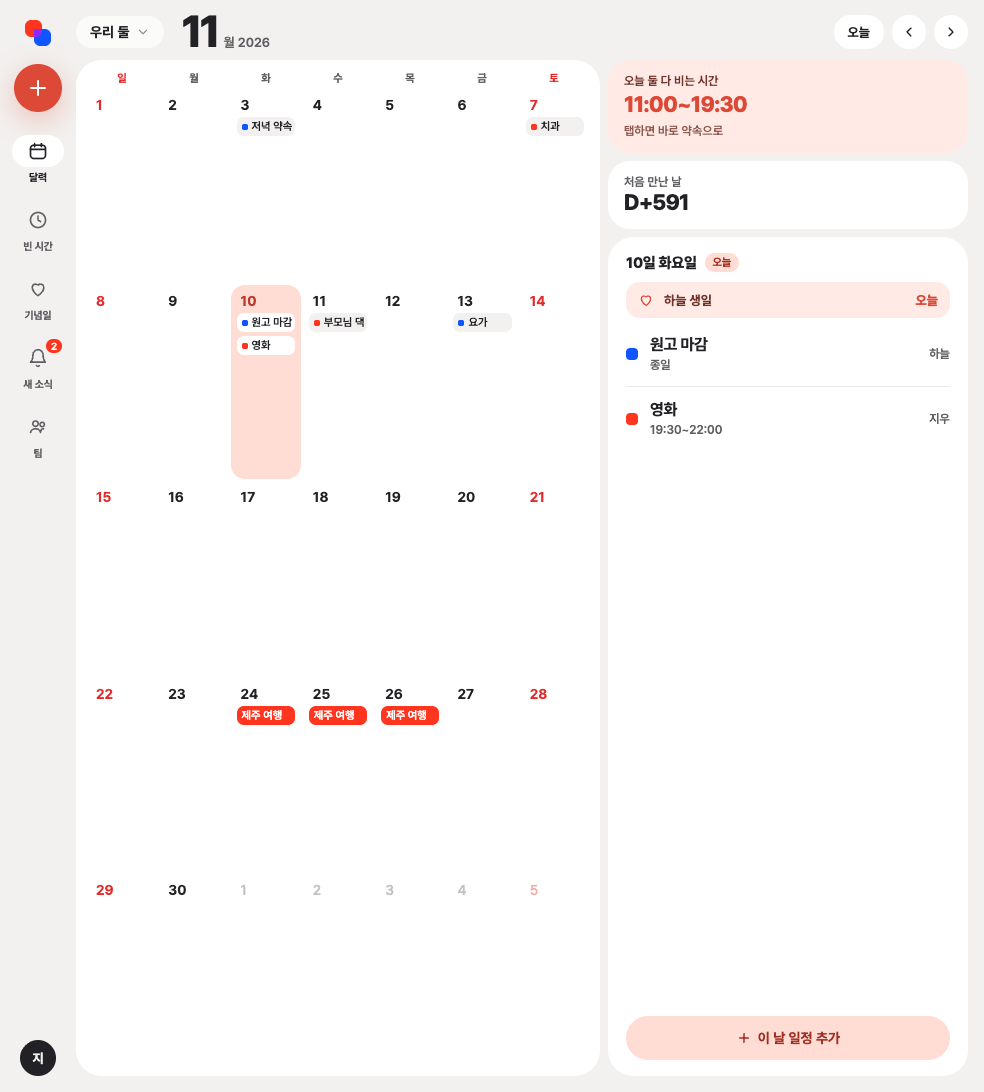 우리 둘
11 월 2026
오늘
일 월 화 수 목 금 토
1 2 3 4 5 6 7
저녁 약속 치과
8 9 10 11 12 13 14
원고 마감 부모님 댁 요가
영화
15 16 17 18 19 20 21
22 23 24 25 26 27 28
제주 여행 제주 여행 제주 여행
29 30 1 2 3 4 5
달력
빈 시간
기념일
2
새 소식
팀
지
오늘 둘 다 비는 시간
11:00~19:30
탭하면 바로 약속으로
처음 만난 날
D+591
10일 화요일 오늘
하늘 생일 오늘
원고 마감
종일
하늘
영화
19:30~22:00
지우
이 날 일정 추가